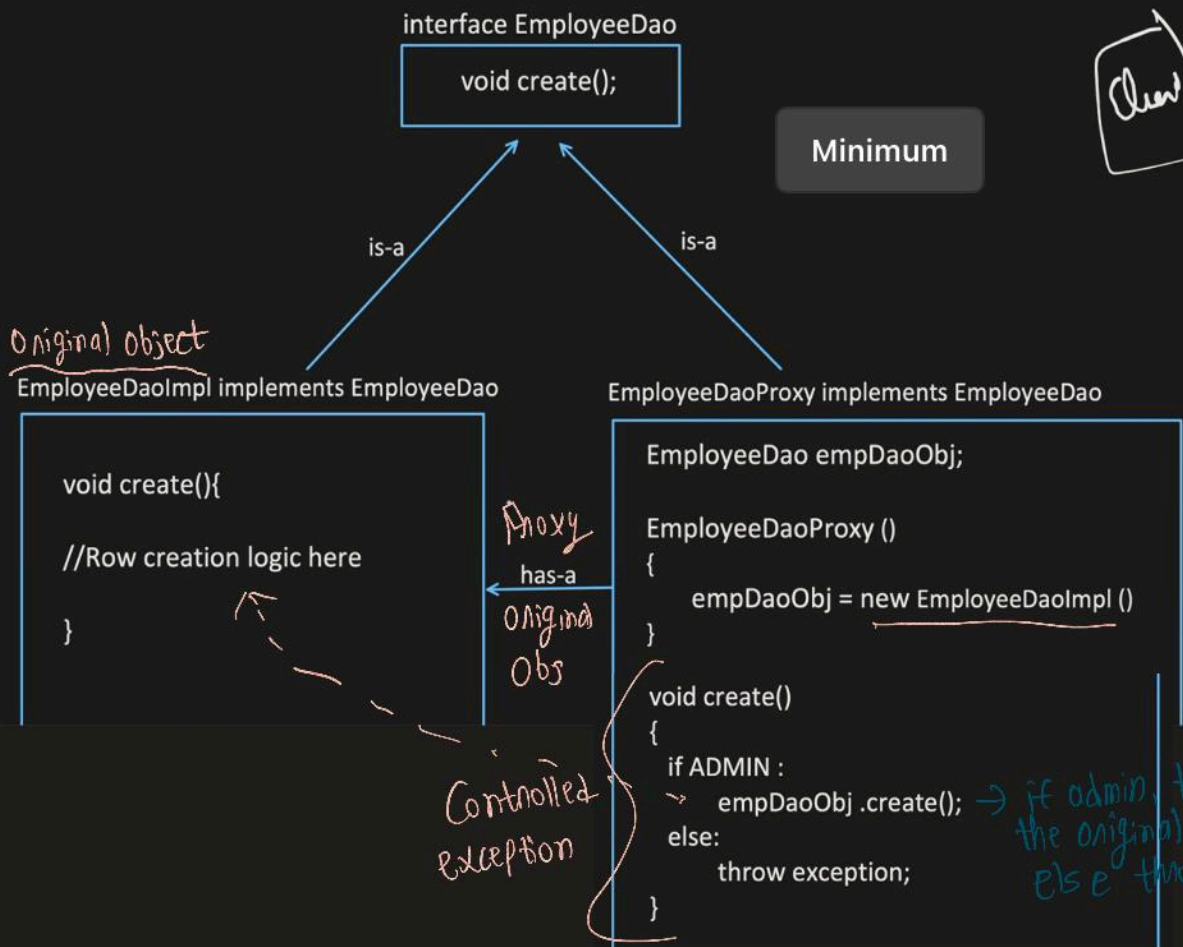 interface EmployeeDao
void create();
Client
Minimum
is-a
is-a
Original object
EmployeeDaoImpl implements EmployeeDao
void create(){
//Row creation logic here
}
Proxy
has-a
Original
Obj
EmployeeDaoProxy implements EmployeeDao
EmployeeDao empDaoObj;
EmployeeDaoProxy ()
{
empDaoObj = new EmployeeDaoImpl ()
}
void create()
{
if ADMIN :
empDaoObj .create();
else:
throw exception;
}
Controlled
exception
→ if admin,
the original
else